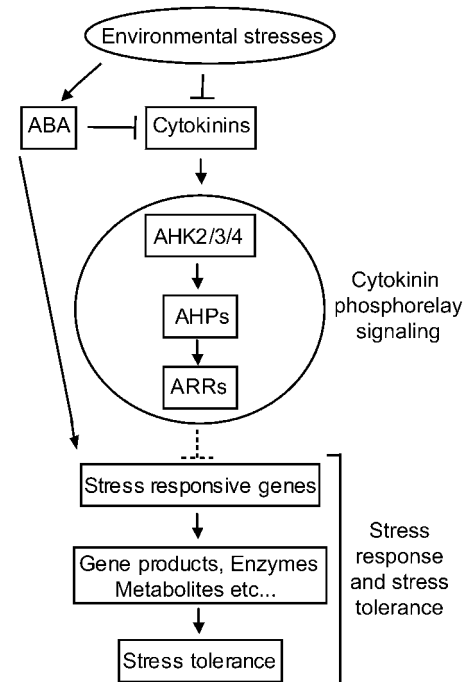 Environmental stresses
ABA
Cytokinins
AHK2/3/4
AHPs
ARRs
Cytokinin
phosphorelay
signaling
Stress responsive genes
Gene products, Enzymes
Metabolites etc...
Stress tolerance
Stress
response
and stress
tolerance